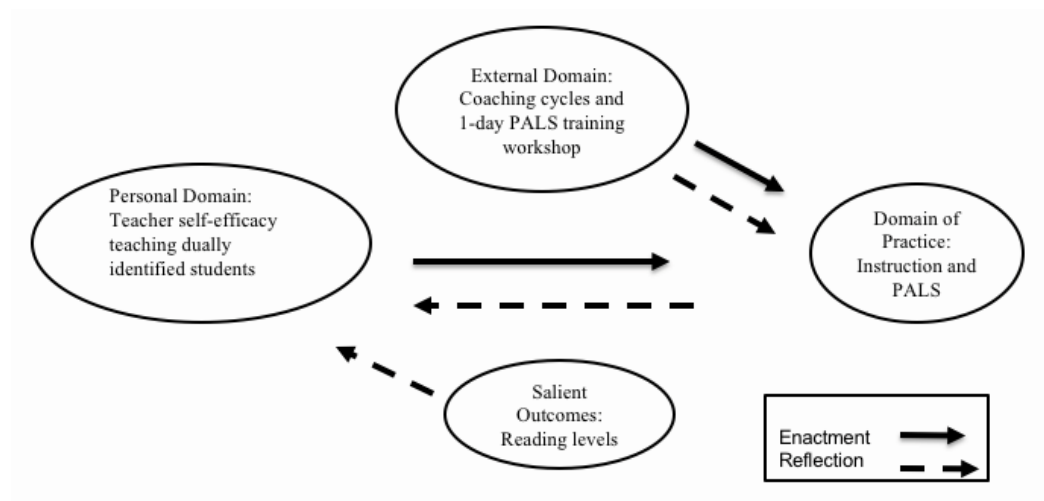 External Domain:
Coaching cycles and
1-day PALS training
workshop
Personal Domain:
Teacher self-efficacy
teaching dually
identified students
Domain of
Practice:
Instruction and
PALS
Salient
Outcomes:
Reading levels
Enactment
Reflection